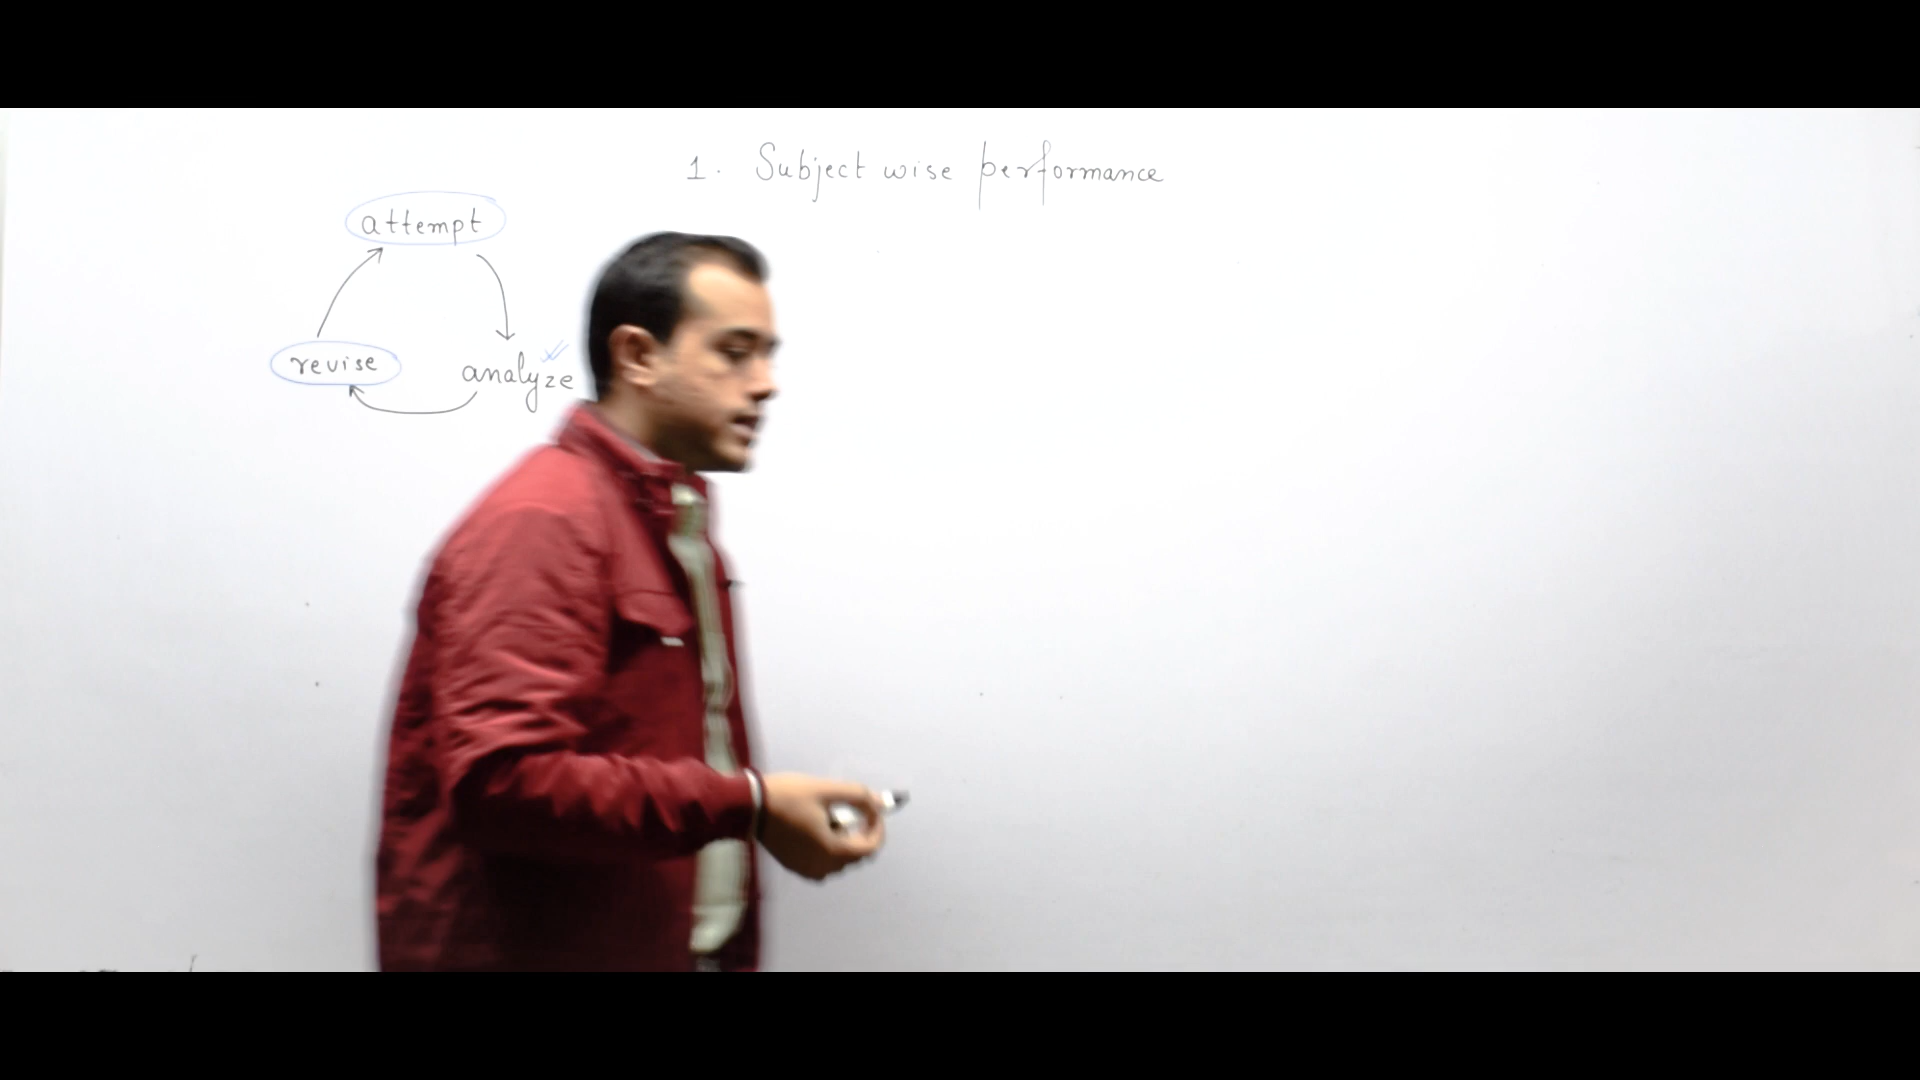 1. Subject wise performance
attempt
revise
analyze